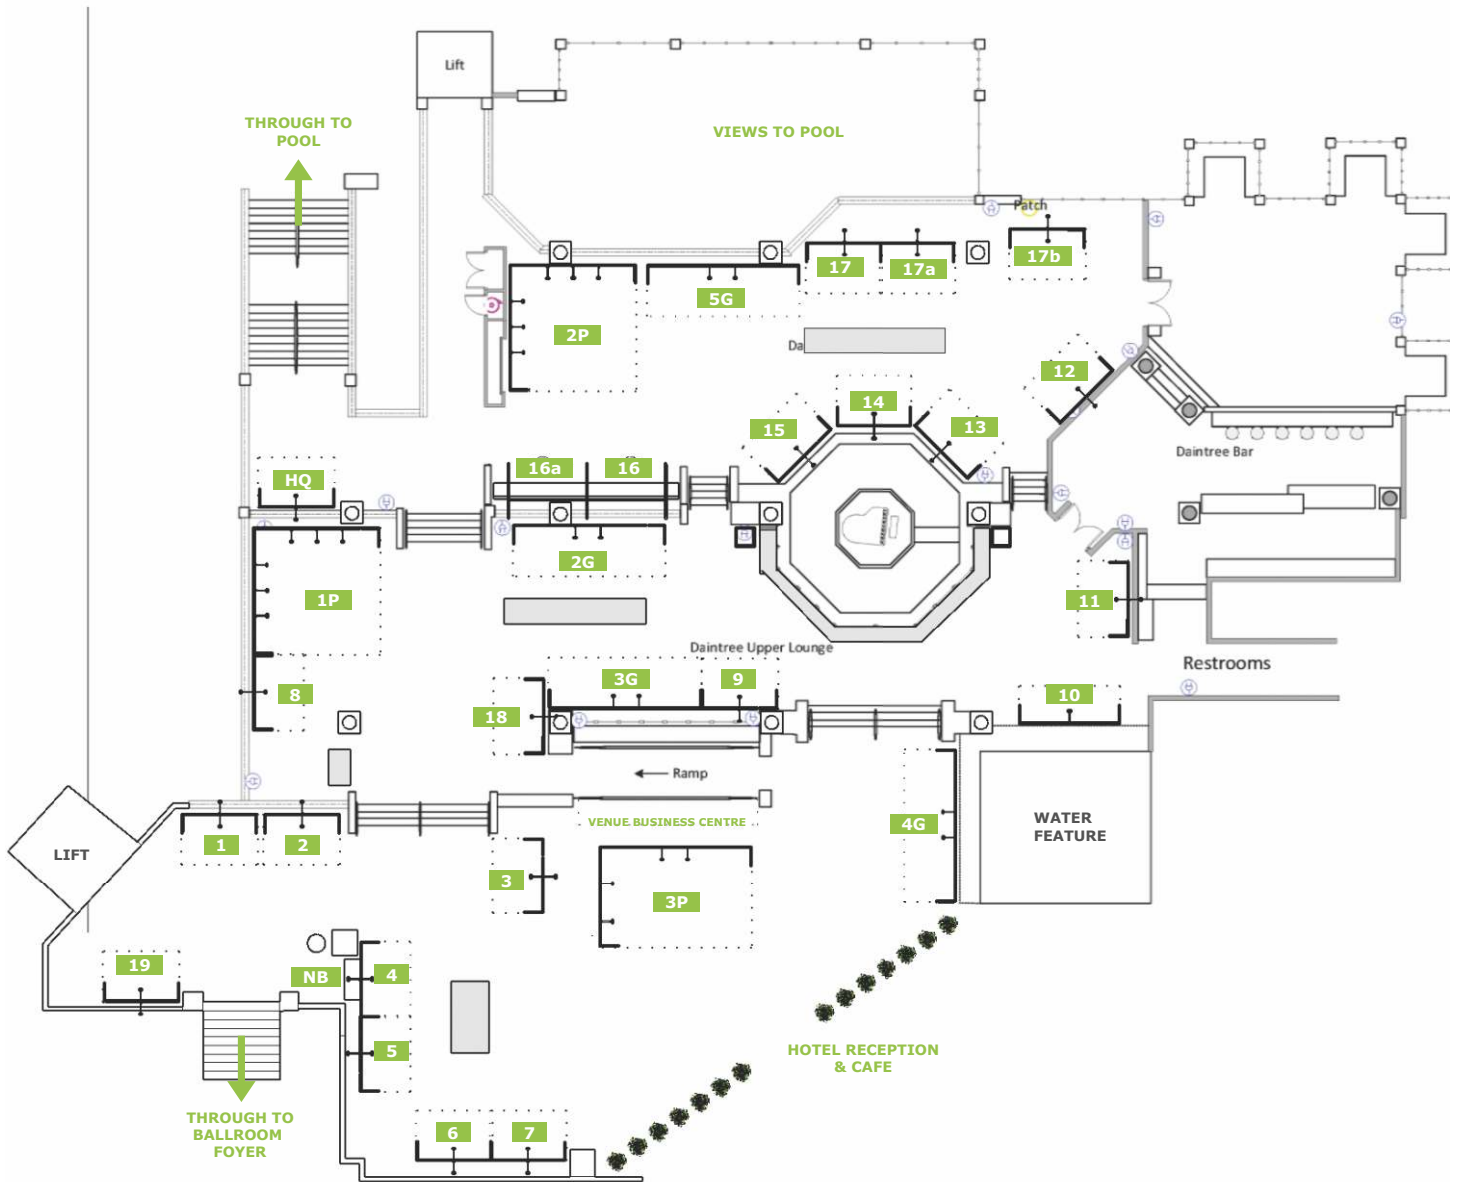 Lift
THROUGH TO
POOL
VIEWS TO POOL
Patch
17
17a
17b
5G
2P
Da
12
14
15
13
Daintree Bar
HQ
16a
16
2G
1P
11
Daintree Upper Lounge
Restrooms
3G
9
8
10
18
Ramp
VENUE BUSINESS CENTRE
4G
WATER
FEATURE
1
2
LIFT
3
3P
19
NB
4
5
HOTEL RECEPTION
& CAFE
THROUGH TO
BALLROOM
FOYER
6
7